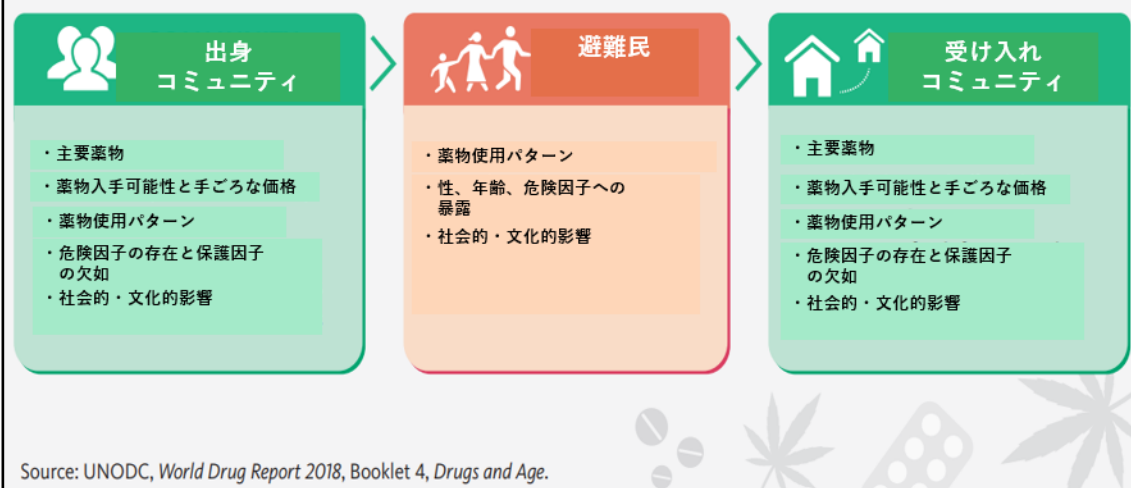 出身
コミュニティ
・主要薬物
・薬物入手可能性と手ごろな価格
・薬物使用パターン
・危険因子の存在と保護因子
の欠如
・社会的・文化的影響
避難民
・薬物使用パターン
・性、年齢、危険因子への
暴露
・社会的・文化的影響
受け入れ
コミュニティ
・主要薬物
・薬物入手可能性と手ごろな価格
・薬物使用パターン
・危険因子の存在と保護因子
の欠如
・社会的・文化的影響
Source: UNODC, World Drug Report 2018, Booklet 4, Drugs and Age.